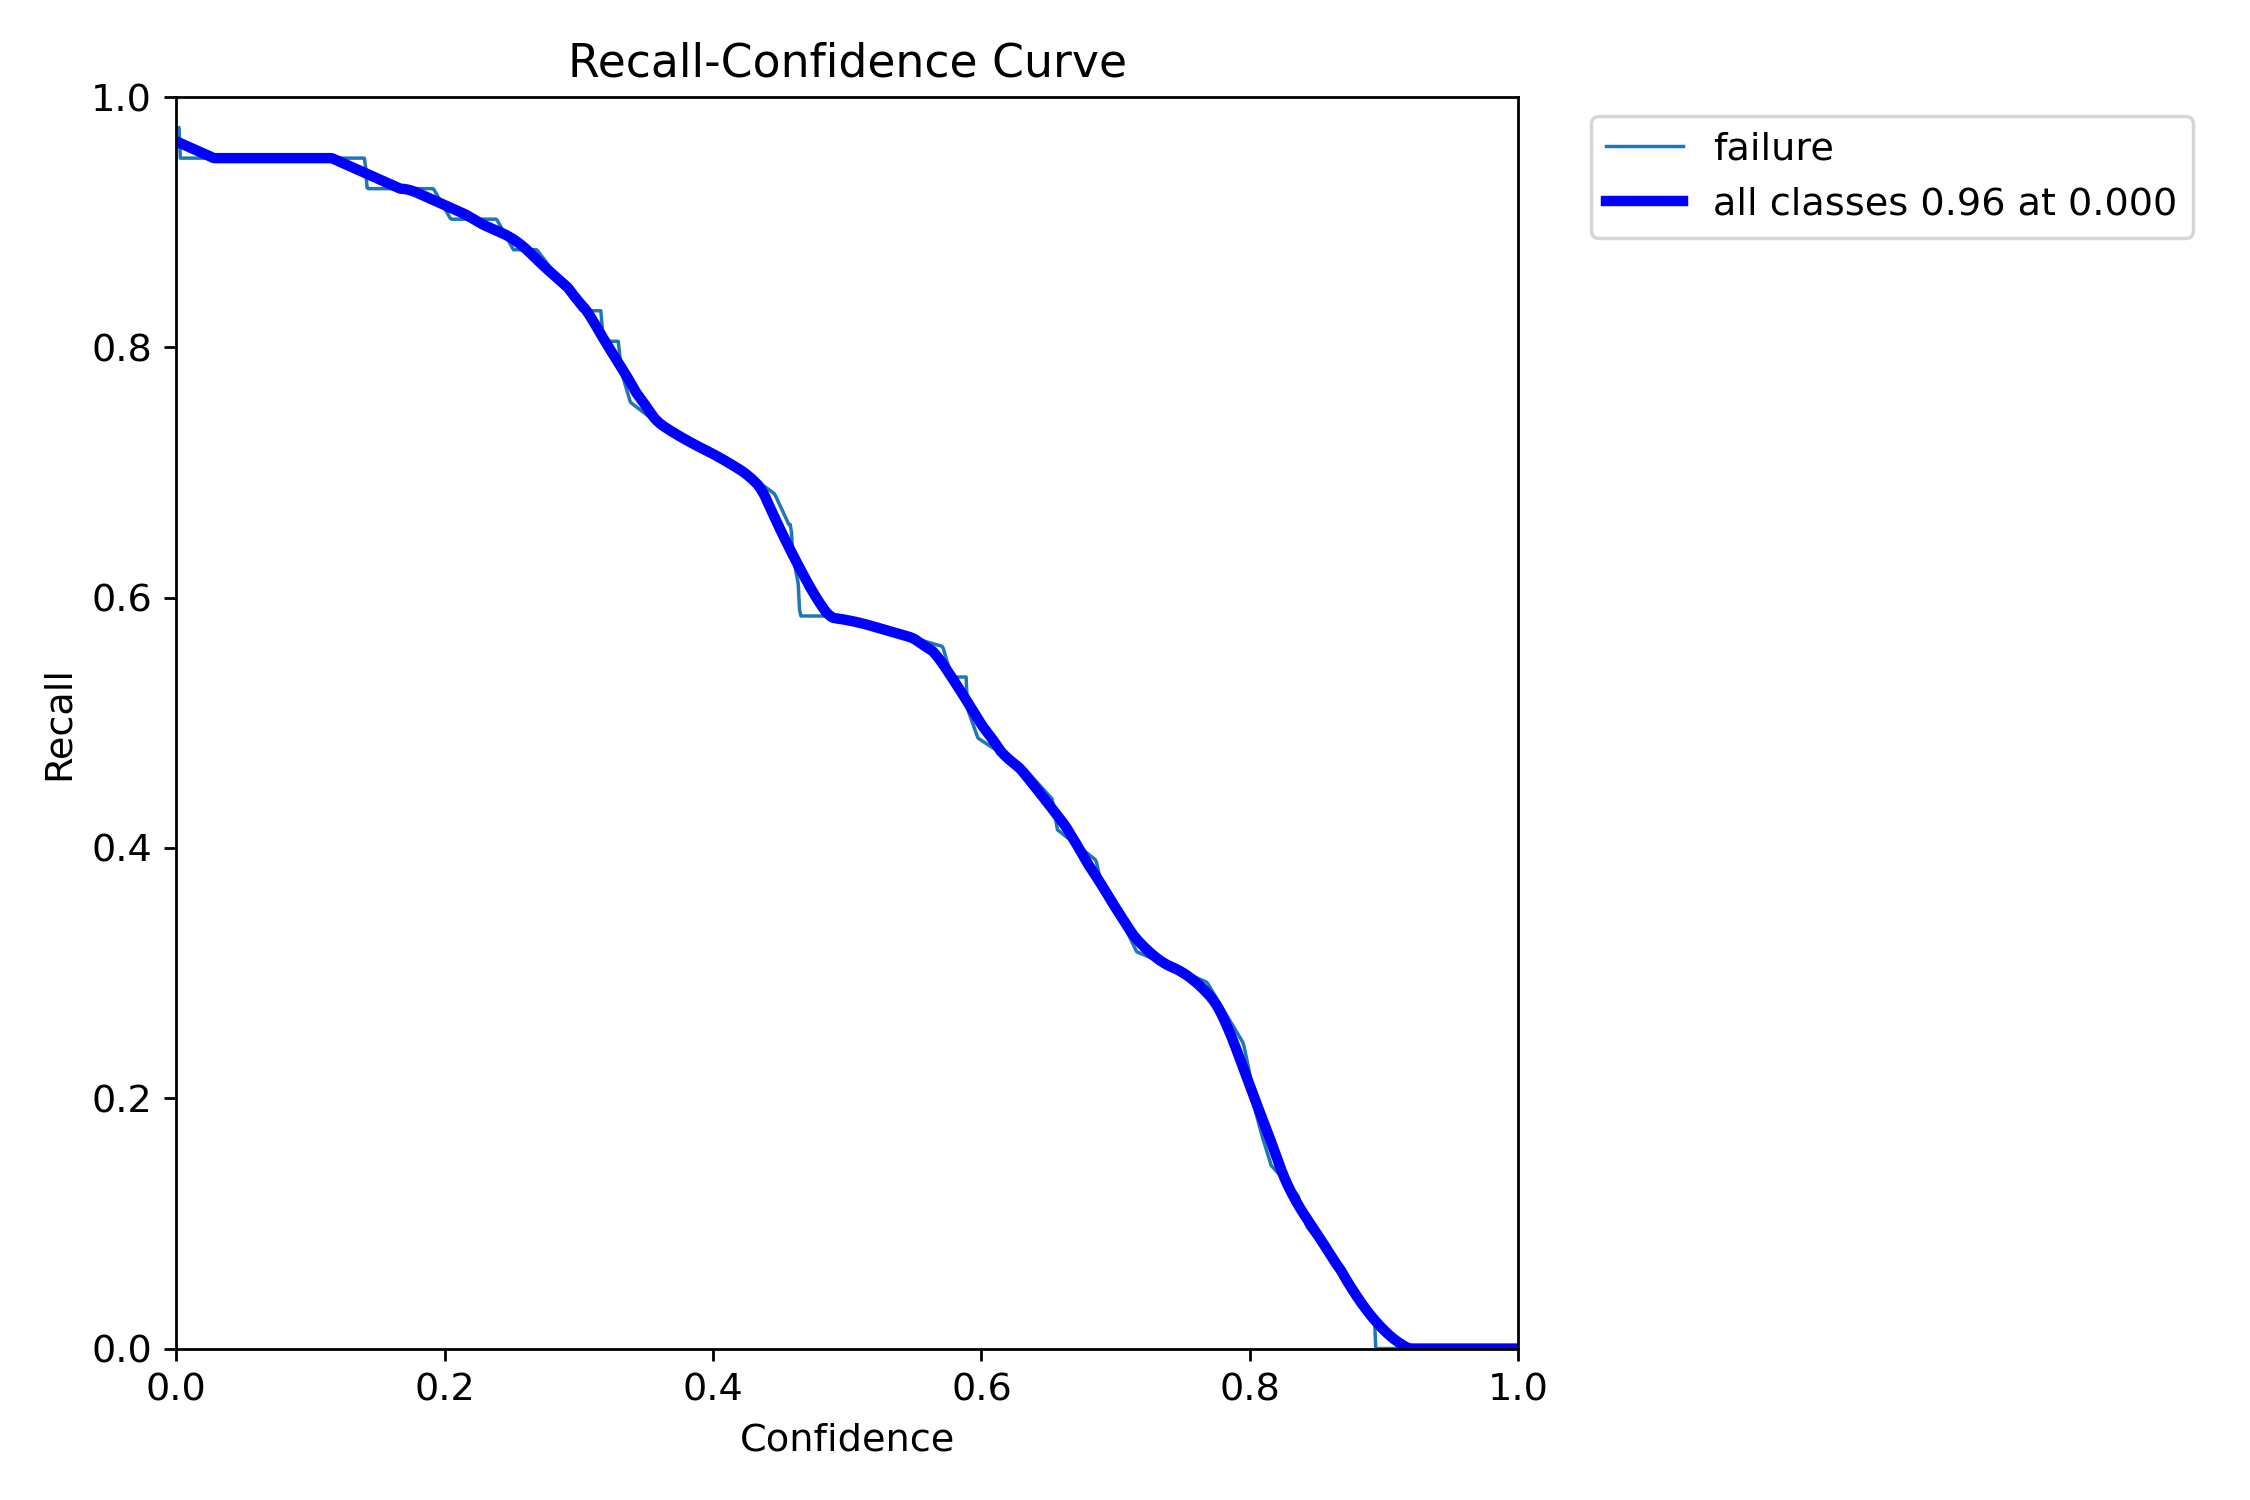 Recall-Confidence Curve
1.0
0.8
0.6
0.4
0.2
0.0
Recall
0.0 0.2 0.4 0.6 0.8 1.0
Confidence
failure
all classes 0.96 at 0.000